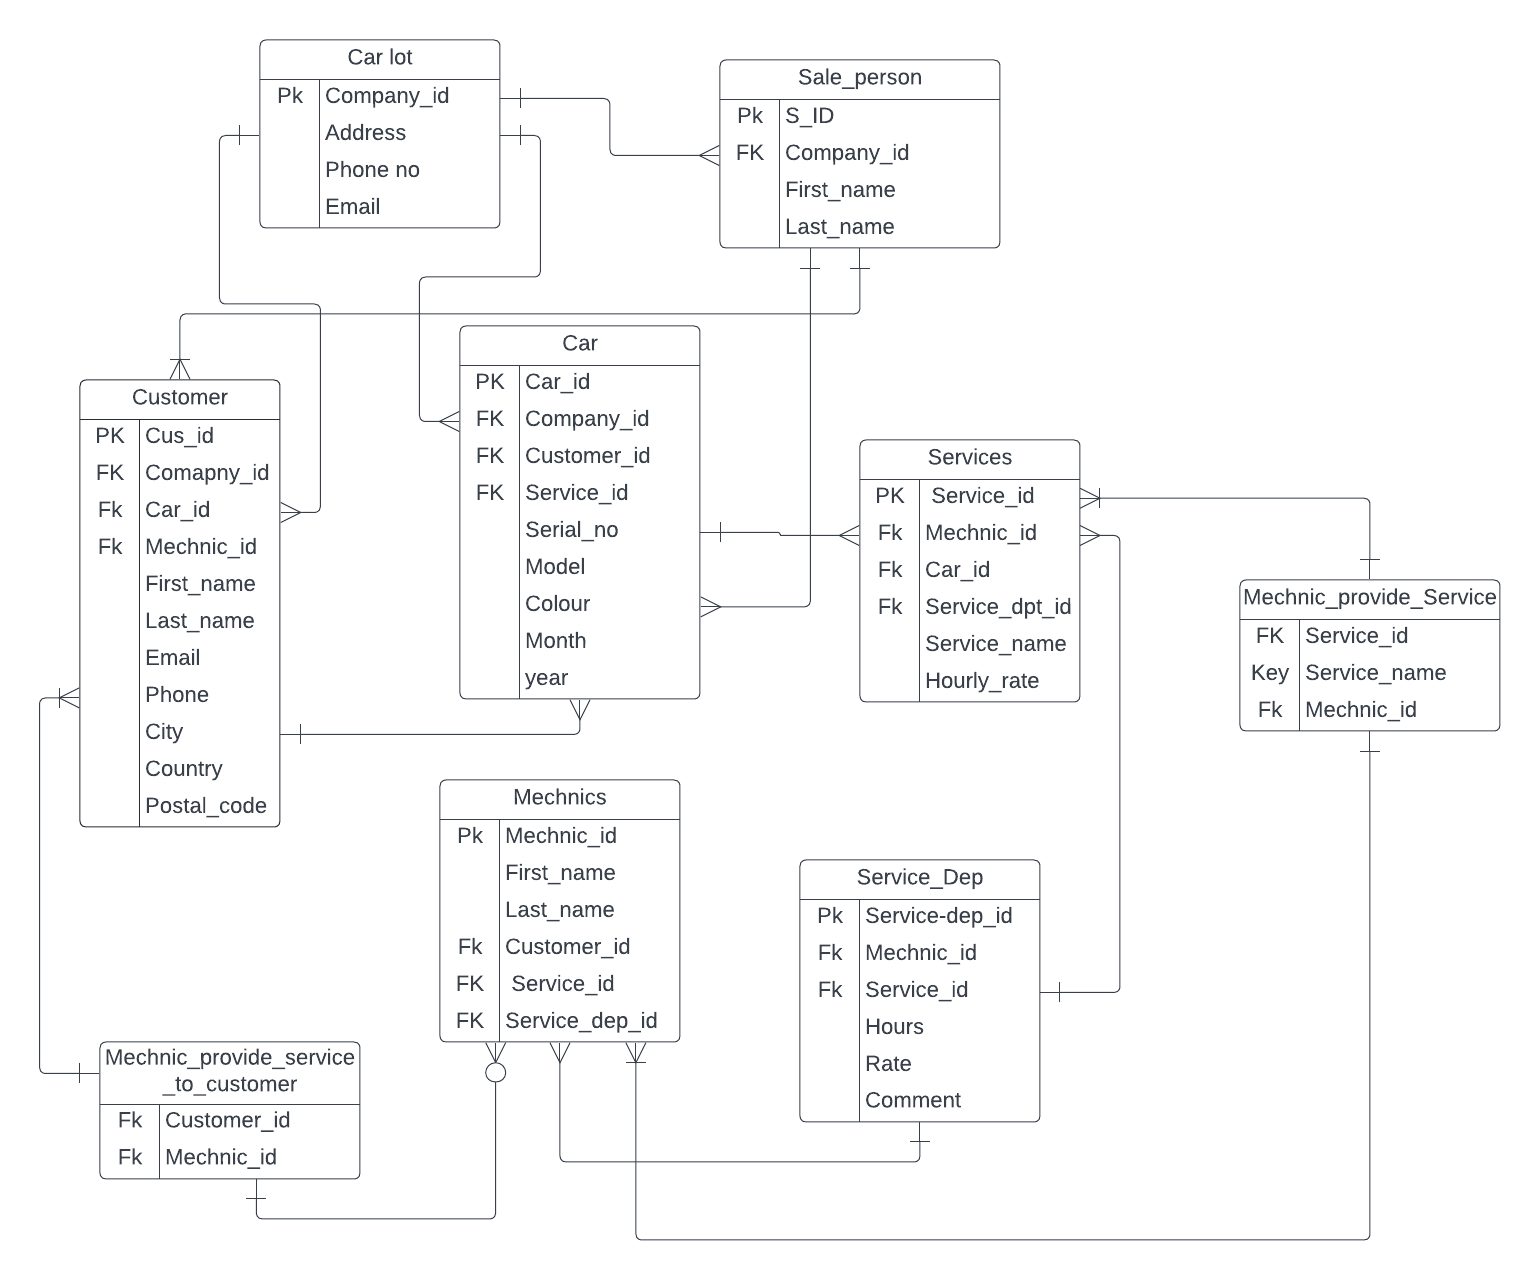 Car lot
Pk Company_id
Address
Phone no
Email
Sale_person
Pk S_ID
FK Company_id
First_name
Last_name
Customer
PK Cus_id
FK Comapny_id
Fk Car_id
Fk Mechnic_id
First_name
Last_name
Email
Phone
City
Country
Postal_code
Car
PK Car_id
FK Company_id
FK Customer_id
FK Service_id
Serial_no
Model
Colour
Month
year
Services
PK Service_id
Fk Mechnic_id
Fk Car_id
Fk Service_dpt_id
Service_name
Hourly_rate
Mechnic_provide_Service
FK Service_id
Key Service_name
Fk Mechnic_id
Mechnics
Pk Mechnic_id
First_name
Last_name
Fk Customer_id
FK Service_id
FK Service_dep_id
Service_Dep
Pk Service-dep_id
Fk Mechnic_id
Fk Service_id
Hours
Rate
Comment
Mechnic_provide_service
_to_customer
Fk Customer_id
Fk Mechnic_id